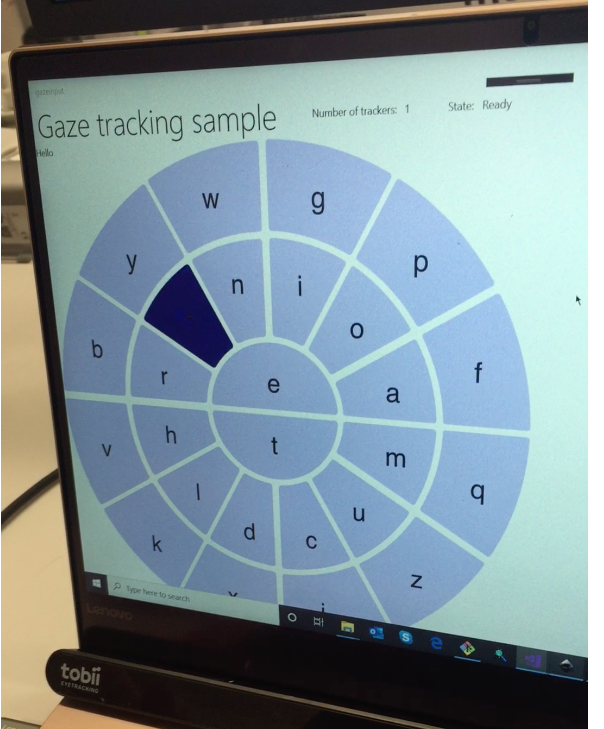 gazeinput
Gaze tracking sample
Number of trackers: 1
State: Ready
Hello
w
g
y
p
n
i
o
b
r
e
a
f
v
h
t
m
q
l
d
c
u
k
z
x
j
Type here to search
Lenovo
tobii
EYETRACKING